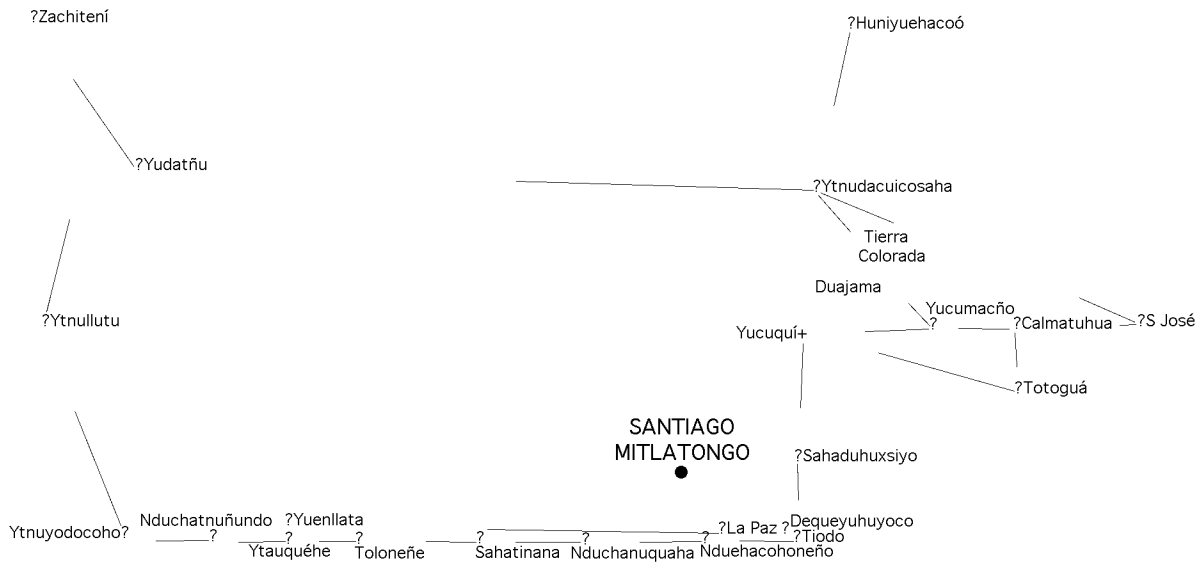 ?Zachitení
?Huniyuehacoó
?Yudatñu
?Ytnudacuicosaha
Tierra
Colorada
Duajama
Yucumacño
?
?Ytnullutu
?Calmatuhua
?S José
Yucuquí+
?Totoguá
SANTIAGO
MITLATONGO
?Sahaduhuxsiyo
Nduchatnuñundo
?
?Yuenllata
Ytnuyodocoho?
?La Paz ?
Dequeyuhuyoco
?Tiodo
?
Ytauquéhe
?
Toloneñe
?
Sahatinana
?
Nduchanuquaha
?
Nduehacohoneño